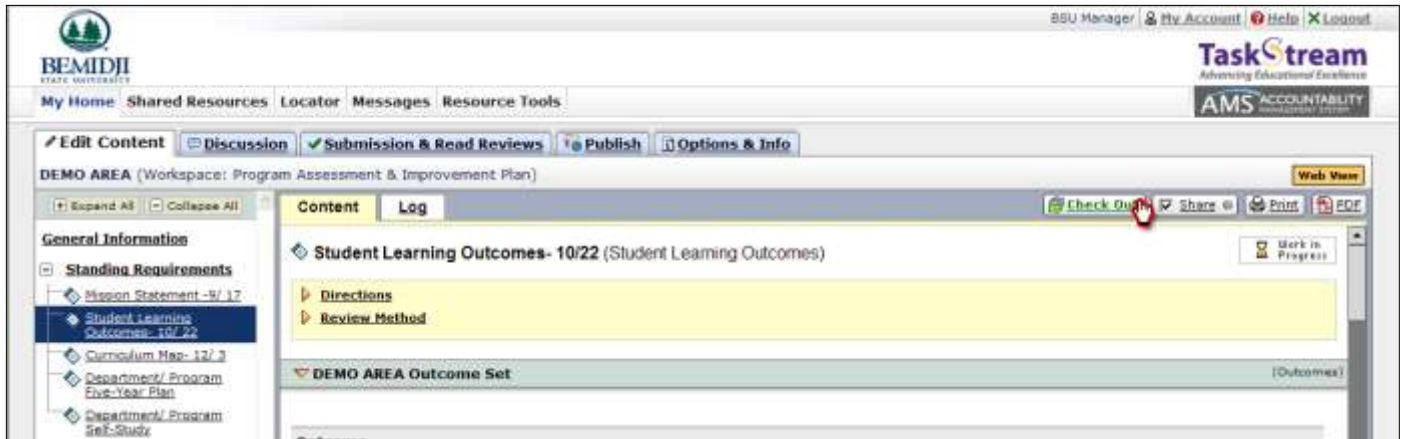 BSU Manager My Account Help Logout
BEMIDJI
STATE UNIVERSITY
TaskStream
Advancing Educational Excellence
My Home Shared Resources Locator Messages Resource Tools
AMS ACCOUNTABILITY MANAGEMENT SYSTEM
Edit Content Discussion Submission & Read Reviews Publish Options & Info
DEMO AREA (Workspace: Program Assessment & Improvement Plan)
Web View
Expand All Collapse All
Content Log
Check Share Print PDF
General Information
Standing Requirements
Mission Statement -9/ 17
Student Learning
Outcomes- 10/ 22
Curriculum Map- 12/ 3
Department/ Program
Five-Year Plan
Department/ Program
Self-Study
Student Learning Outcomes- 10/22 (Student Learning Outcomes)
Work in
Progress
Directions
Review Method
DEMO AREA Outcome Set
(Outcomes)